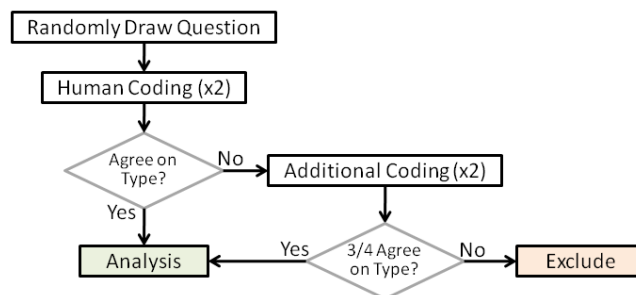 Randomly Draw Question
Human Coding (x2)
Agree on
Type?
No
Additional Coding (x2)
Yes
Analysis
Yes
3/4 Agree
on Type?
No
Exclude